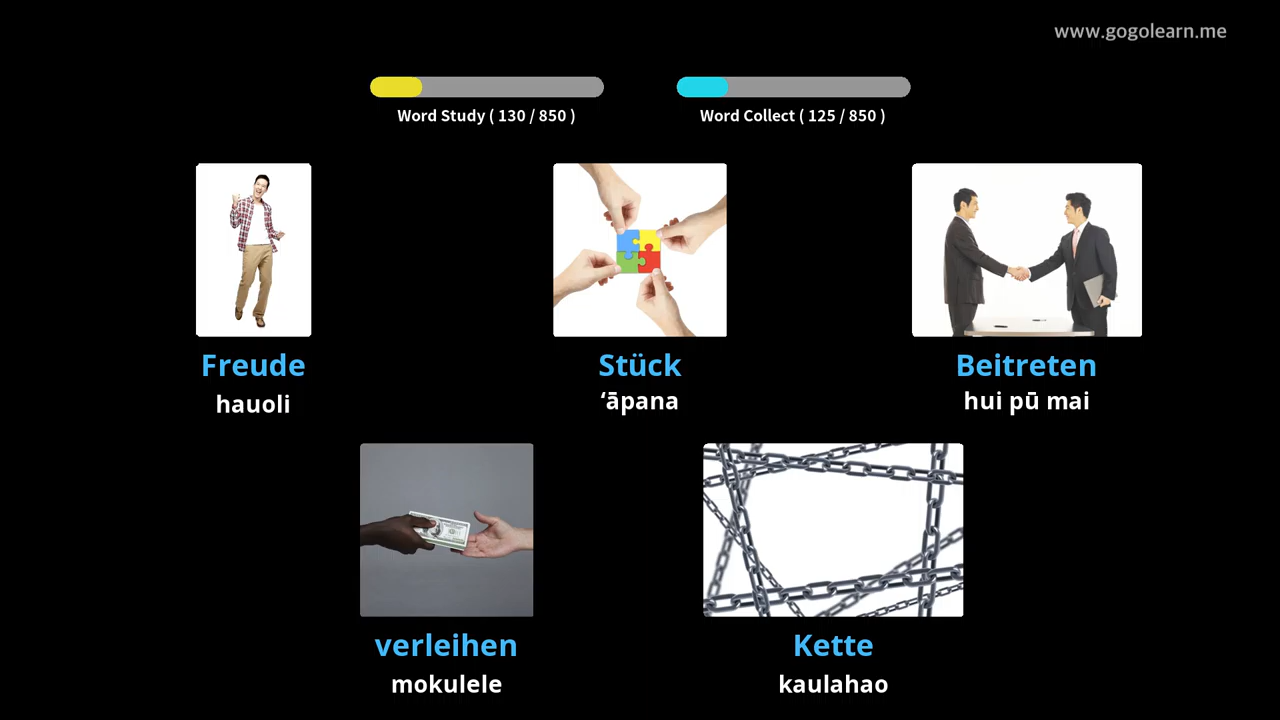 www.gogolearn.me
Word Study ( 130 / 850 )
Word Collect ( 125 / 850 )
Freude
Stück
Beitreten
hauoli
ʻāpana
hui pū mai
verleihen
Kette
mokulele
kaulahao